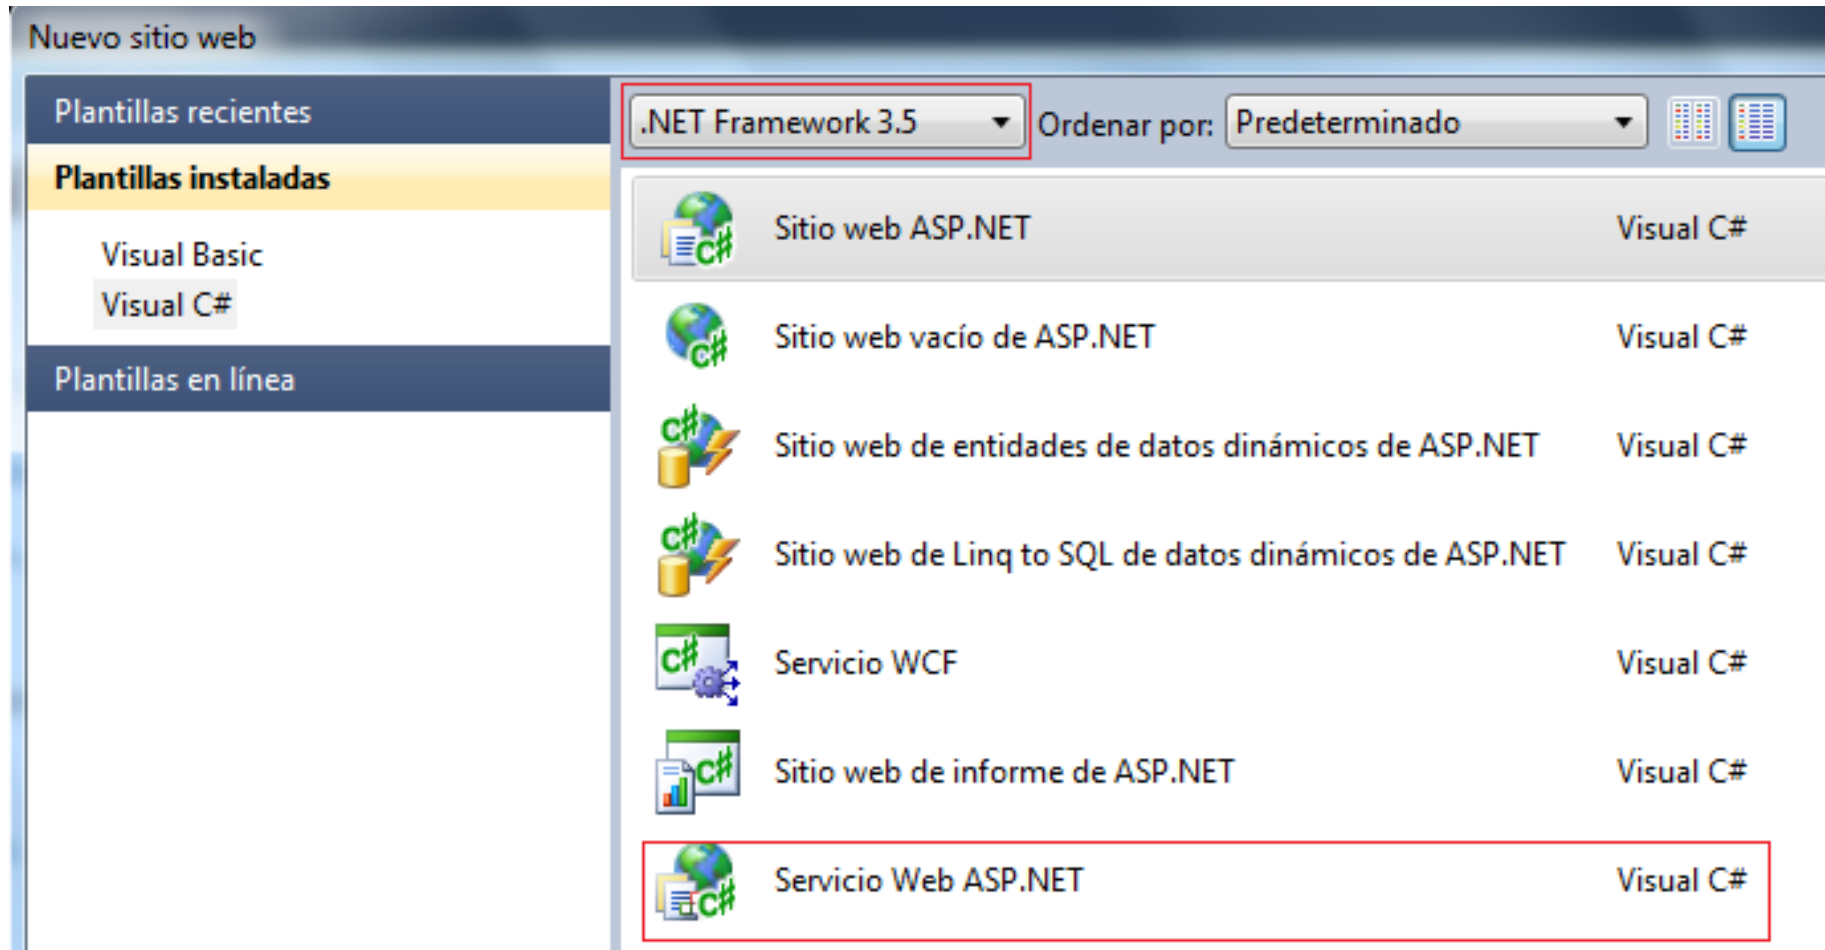 Nuevo sitio web
Plantillas recientes
Plantillas instaladas
Visual Basic
Visual C#
Plantillas en línea
.NET Framework 3.5 Ordenar por: Predeterminado
Sitio web ASP.NET Visual C#
Sitio web vacío de ASP.NET Visual C#
Sitio web de entidades de datos dinámicos de ASP.NET Visual C#
Sitio web de Linq to SQL de datos dinámicos de ASP.NET Visual C#
Servicio WCF Visual C#
Sitio web de informe de ASP.NET Visual C#
Servicio Web ASP.NET Visual C#